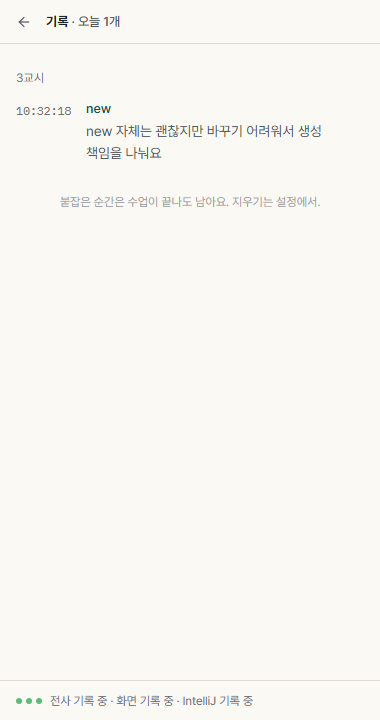 기록 · 오늘 1개
3교시
10:32:18 new
new 자체는 괜찮지만 바꾸기 어려워서 생성
책임을 나눠요
붙잡은 순간은 수업이 끝나도 남아요. 지우기는 설정에서.
전사 기록 중 · 화면 기록 중 · IntelliJ 기록 중